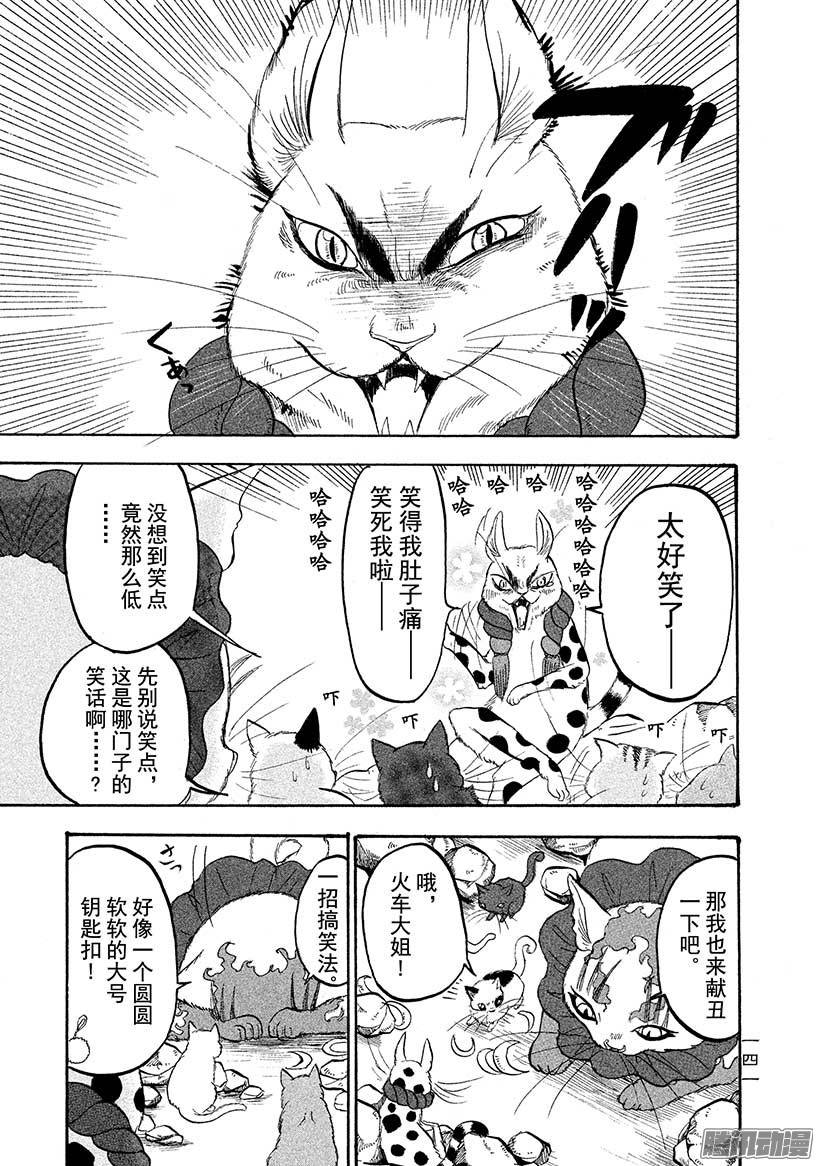 ブブッ
くあっ
太好笑了——
哈哈哈哈哈哈
哈
哈
哈哈
笑得我肚子痛——
笑死我啦——
哈哈哈哈
没想到笑点
竟然那么低
……
先别说笑点，
这是哪门子的
笑话啊……？
吓
吓
吓
那我也来献丑
一下吧。
哦，
火车大姐！
一招搞笑法。
さっ
好像一个圆圆
软软的大号
钥匙扣！
一四一
腾讯动漫